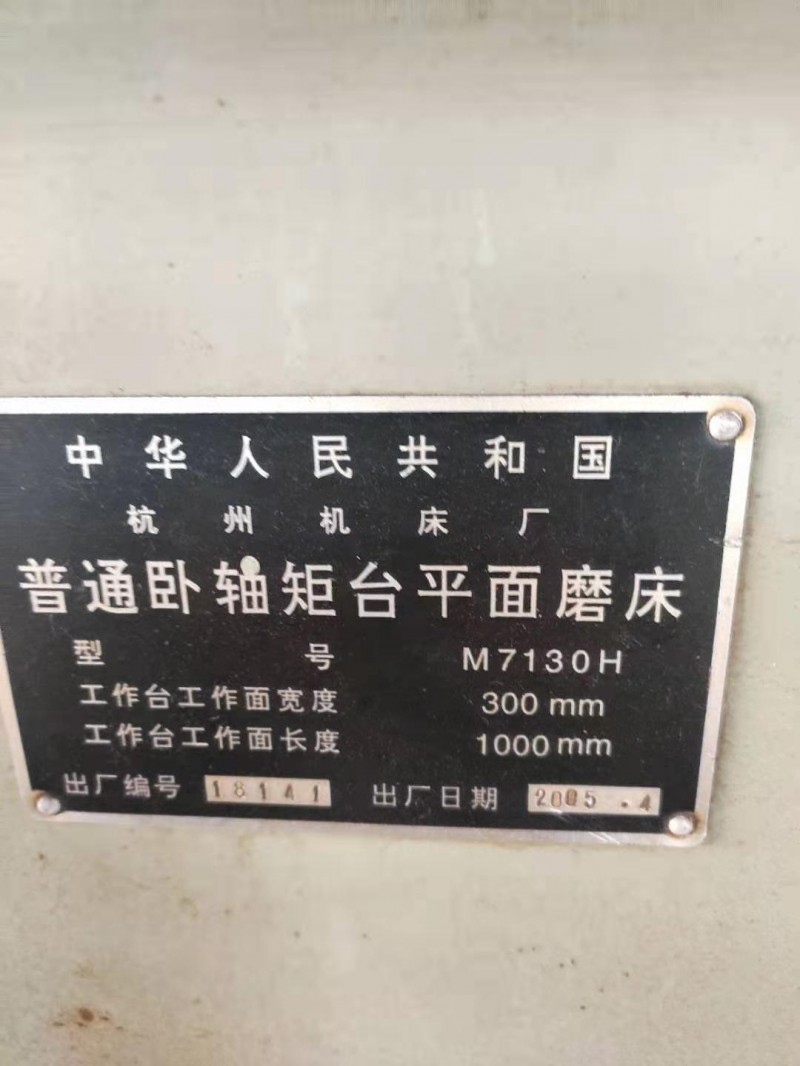 中华人民共和国
杭州机床厂
普通卧轴矩台平面磨床
型号 M7130H
工作台工作面宽度 300 mm
工作台工作面长度 1000 mm
出厂编号 18141 出厂日期 2005.4